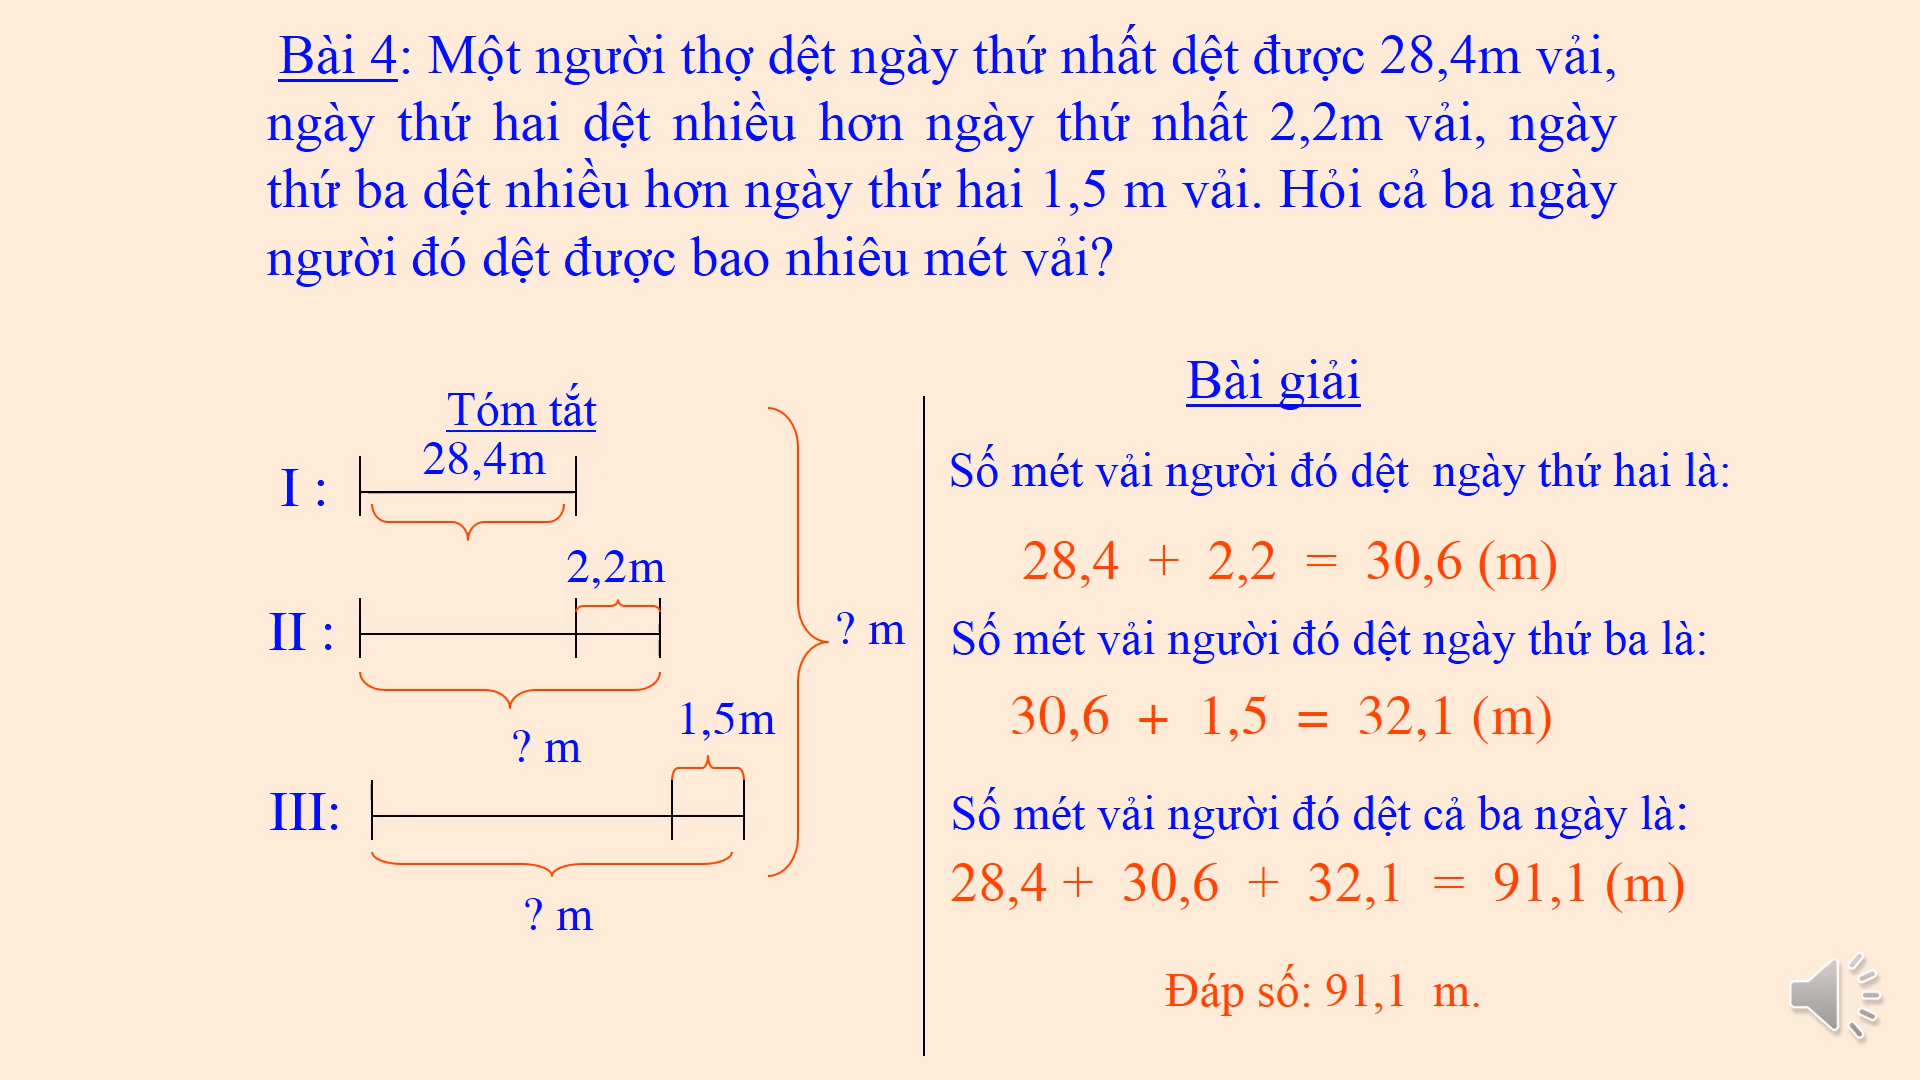 Bài 4: Một người thợ dệt ngày thứ nhất dệt được 28,4m vải,
ngày thứ hai dệt nhiều hơn ngày thứ nhất 2,2m vải, ngày
thứ ba dệt nhiều hơn ngày thứ hai 1,5 m vải. Hỏi cả ba ngày
người đó dệt được bao nhiêu mét vải?
Tóm tắt
28,4m
I :
2,2m
II :
? m
1,5m
III:
? m
? m
Bài giải
Số mét vải người đó dệt ngày thứ hai là:
28,4 + 2,2 = 30,6 (m)
Số mét vải người đó dệt ngày thứ ba là:
30,6 + 1,5 = 32,1 (m)
Số mét vải người đó dệt cả ba ngày là:
28,4 + 30,6 + 32,1 = 91,1 (m)
Đáp số: 91,1 m.